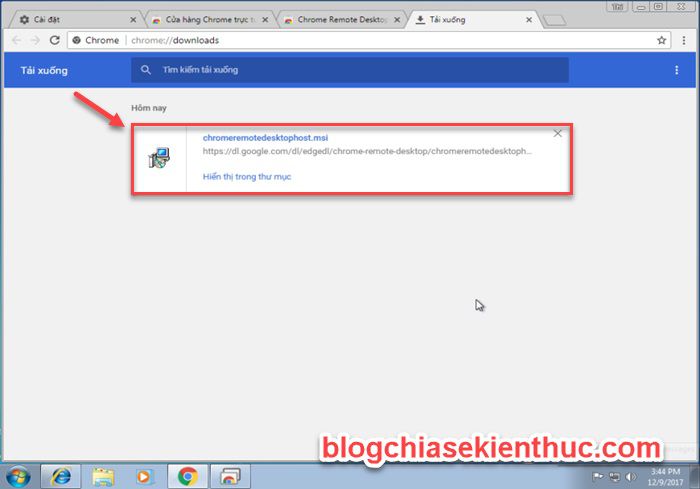 Cài đặt
Cửa hàng Chrome trực t
Chrome Remote Desktop
Tải xuống
Chrome
chrome://downloads
Tải xuống
Tìm kiếm tải xuống
Hôm nay
chromeremotedesktophost.msi
https://dl.google.com/dl/edgedl/chrome-remote-desktop/chromeremotedesktoph...
Hiển thị trong thư mục
blogchiasekienthuc.com
3:44 PM
12/9/2017